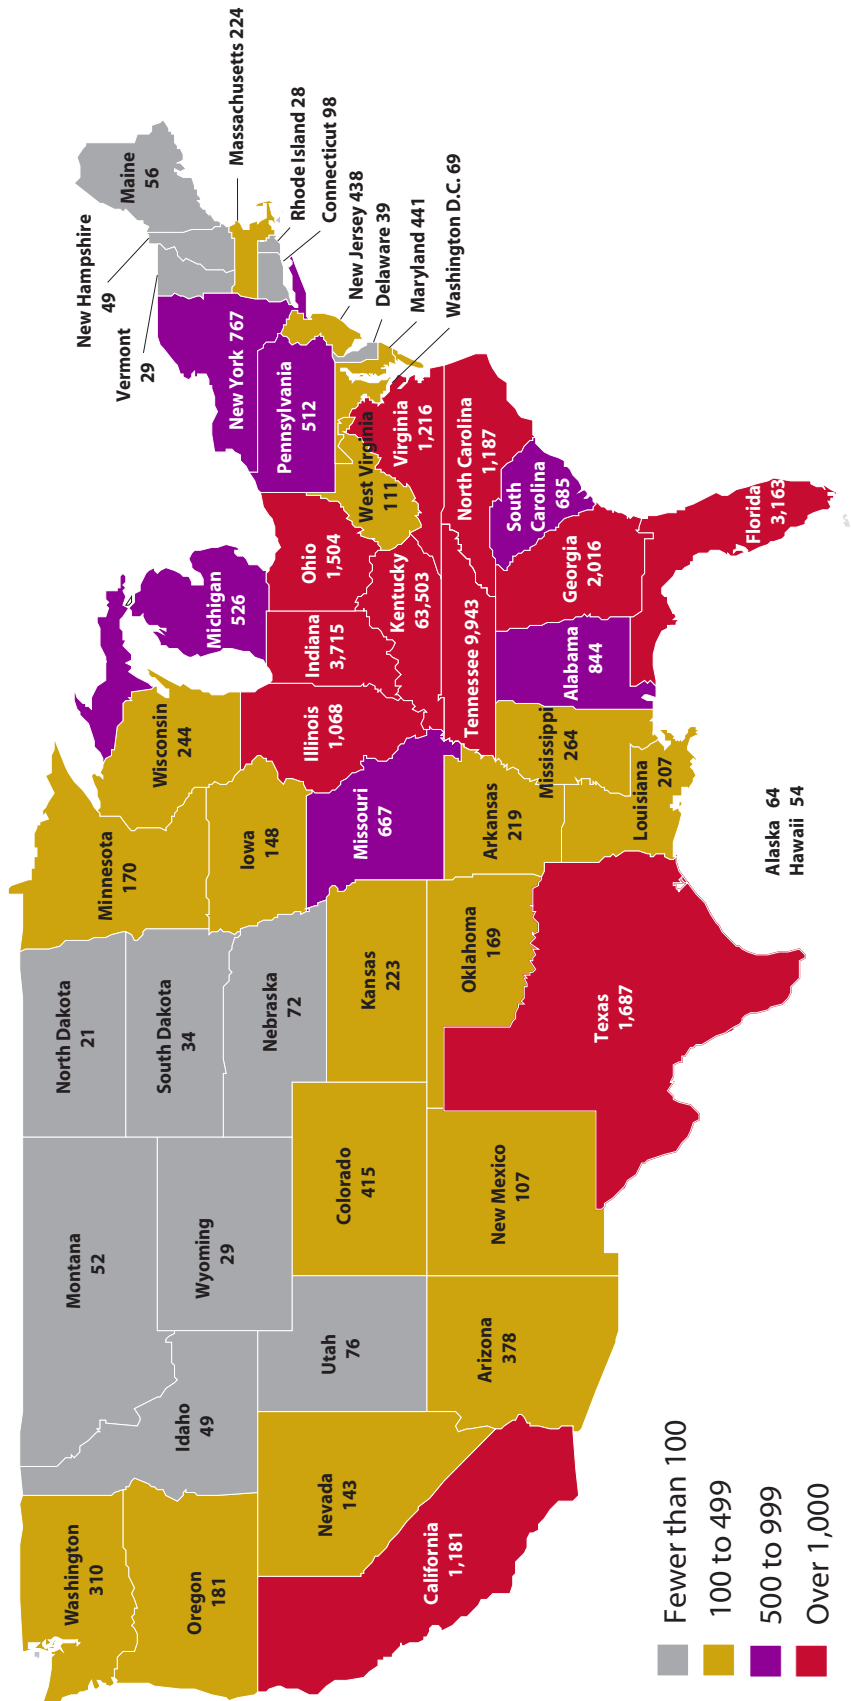 Washington
310
Oregon
181
California
1,181
Nevada
143
Idaho
49
Montana
52
Wyoming
29
Utah
76
Arizona
378
Colorado
415
New Mexico
107
North Dakota
21
South Dakota
34
Nebraska
72
Kansas
223
Oklahoma
169
Texas
1,687
Minnesota
170
Iowa
148
Missouri
667
Arkansas
219
Louisiana
207
Wisconsin
244
Illinois
1,068
Michigan
526
Indiana
3,715
Ohio
1,504
Kentucky
63,503
Tennessee 9,943
Mississippi
264
Alabama
844
Georgia
2,016
Florida
3,163
South
Carolina
685
North Carolina
1,187
Virginia
1,216
West Virginia
111
Pennsylvania
512
New York 767
Vermont
29
New Hampshire
49
Maine
56
Massachusetts 224
Rhode Island 28
Connecticut 98
New Jersey 438
Delaware 39
Maryland 441
Washington D.C. 69
Alaska 64
Hawaii 54
Fewer than 100
100 to 499
500 to 999
Over 1,000